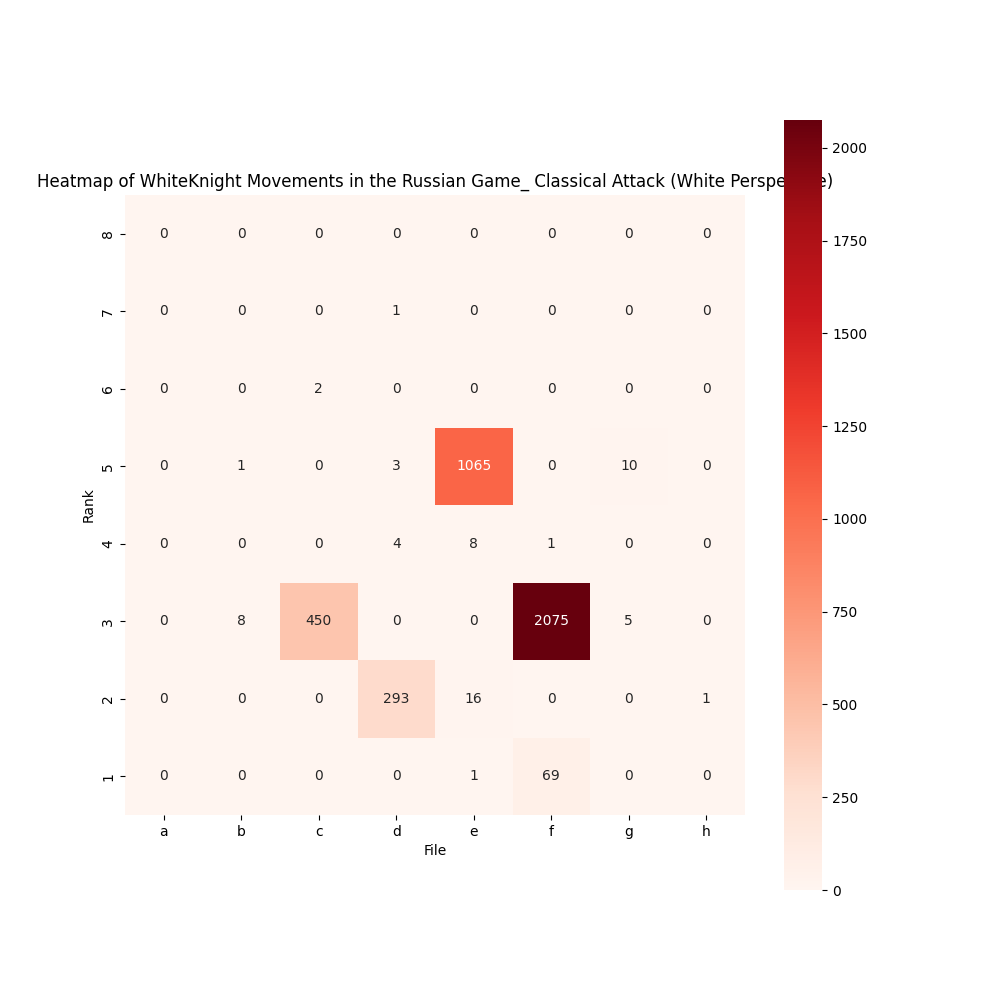 Heatmap of WhiteKnight Movements in the Russian Game_ Classical Attack (White Perspective)
8 0 0 0 0 0 0 0 0
7 0 0 0 1 0 0 0 0
6 0 0 2 0 0 0 0 0
5 0 1 0 3 1065 0 10 0
4 0 0 0 4 8 1 0 0
3 0 8 450 0 0 2075 5 0
2 0 0 0 293 16 0 0 1
1 0 0 0 0 1 69 0 0
a b c d e f g h
File
Rank
2000
1750
1500
1250
1000
750
500
250
0